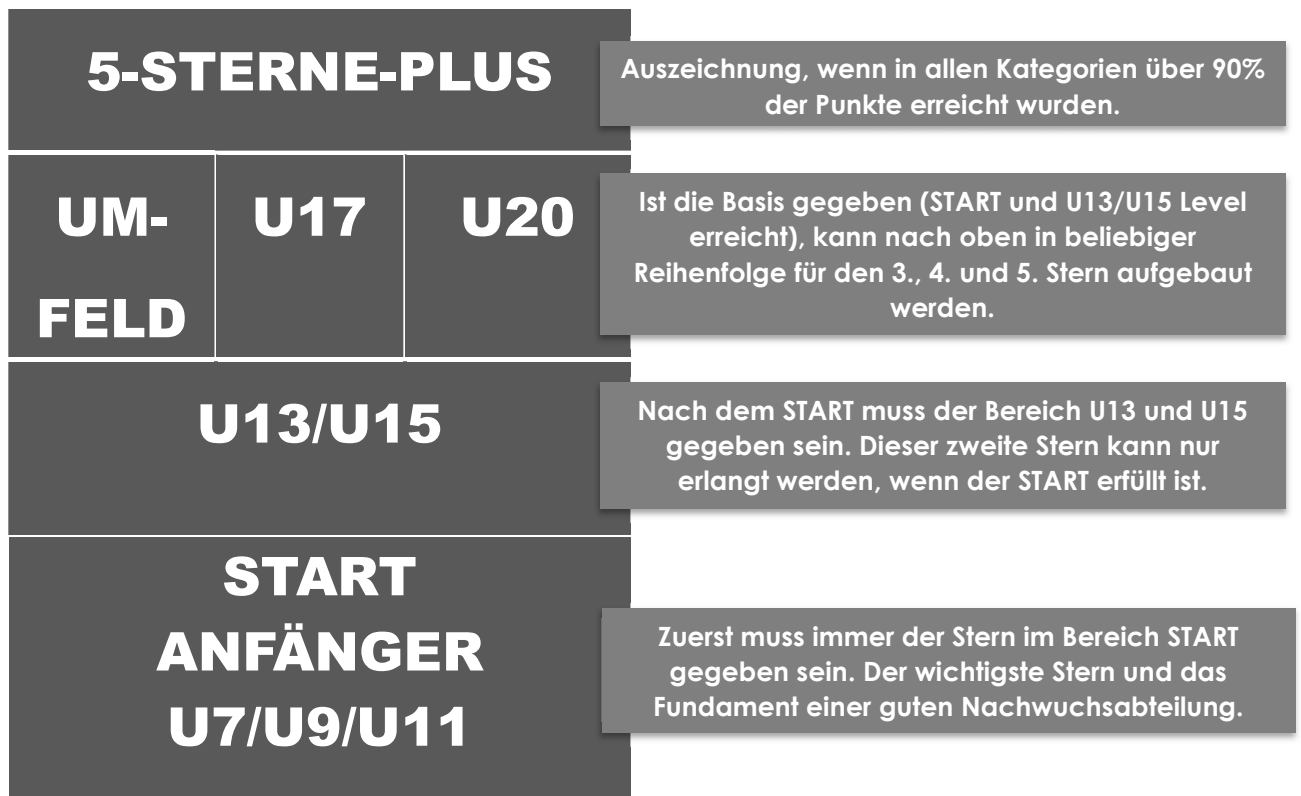 5-STERNE-PLUS
Auszeichnung, wenn in allen Kategorien über 90%
der Punkte erreicht wurden.
UM-
FELD
U17
U20
Ist die Basis gegeben (START und U13/U15 Level
erreicht), kann nach oben in beliebiger
Reihenfolge für den 3., 4. und 5. Stern aufgebaut
werden.
U13/U15
Nach dem START muss der Bereich U13 und U15
gegeben sein. Dieser zweite Stern kann nur
erlangt werden, wenn der START erfüllt ist.
START
ANFÄNGER
U7/U9/U11
Zuerst muss immer der Stern im Bereich START
gegeben sein. Der wichtigste Stern und das
Fundament einer guten Nachwuchsabteilung.